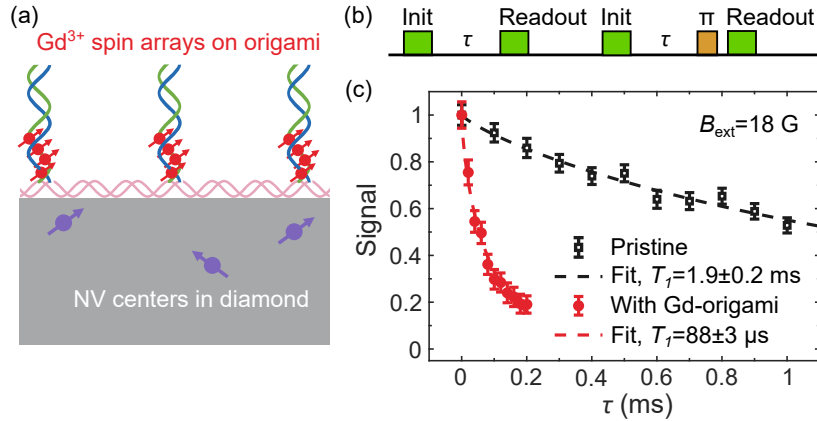 (a)
Gd³⁺ spin arrays on origami
NV centers in diamond
(b)
Init Readout Init π Readout
τ τ
(c)
B_ext=18 G
Signal
1
0.8
0.6
0.4
0.2
0
Pristine
Fit, T₁=1.9±0.2 ms
With Gd-origami
Fit, T₁=88±3 μs
0 0.2 0.4 0.6 0.8 1
τ (ms)